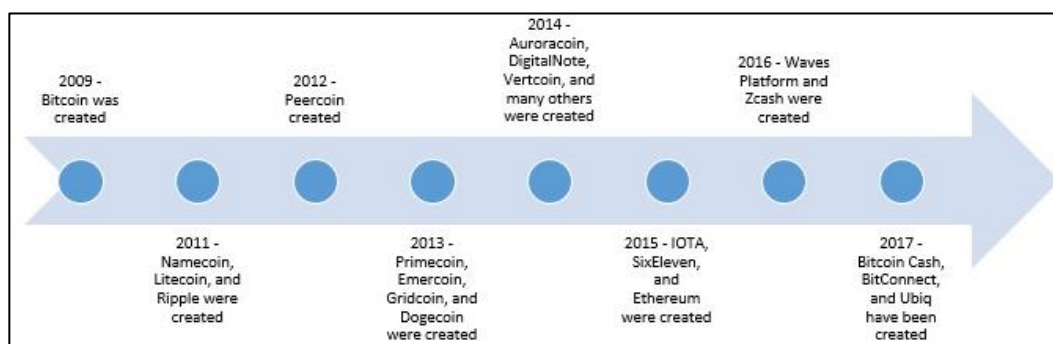 2009 -
Bitcoin was
created
2011 -
Namecoin,
Litecoin, and
Ripple were
created
2012 -
Peercoin
created
2013 -
Primecoin,
Emercoin,
Gridcoin, and
Dogecoin
were created
2014 -
Auroracoin,
DigitalNote,
Vertcoin, and
many others
were created
2015 - IOTA,
SixEleven,
and
Ethereum
were created
2016 - Waves
Platform and
Zcash were
created
2017 -
Bitcoin Cash,
BitConnect,
and Ubiq
have been
created